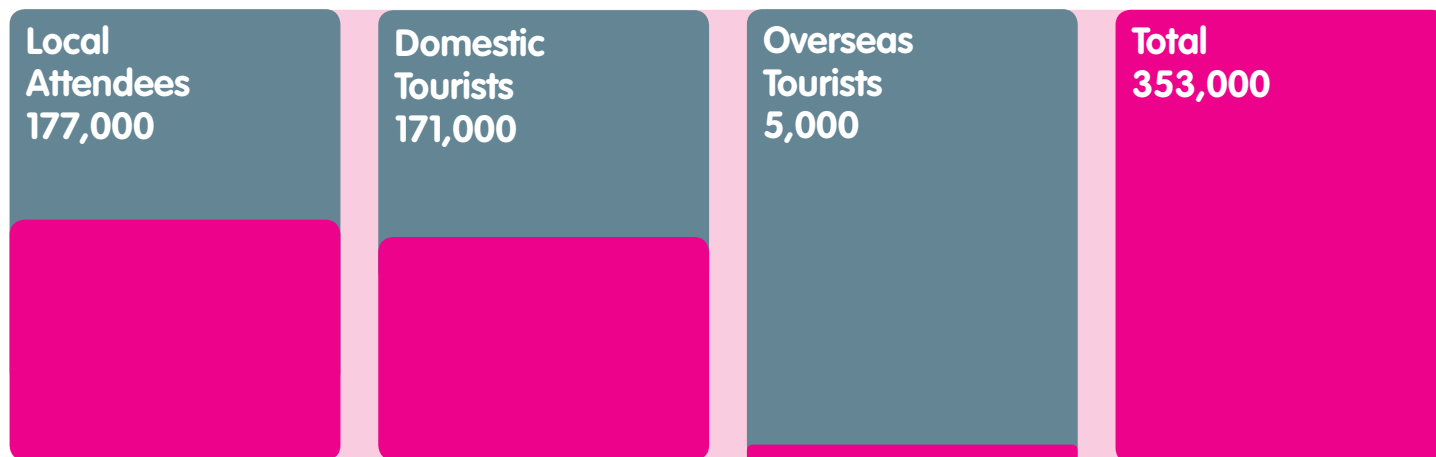 Local
Attendees
177,000
Domestic
Tourists
171,000
Overseas
Tourists
5,000
Total
353,000